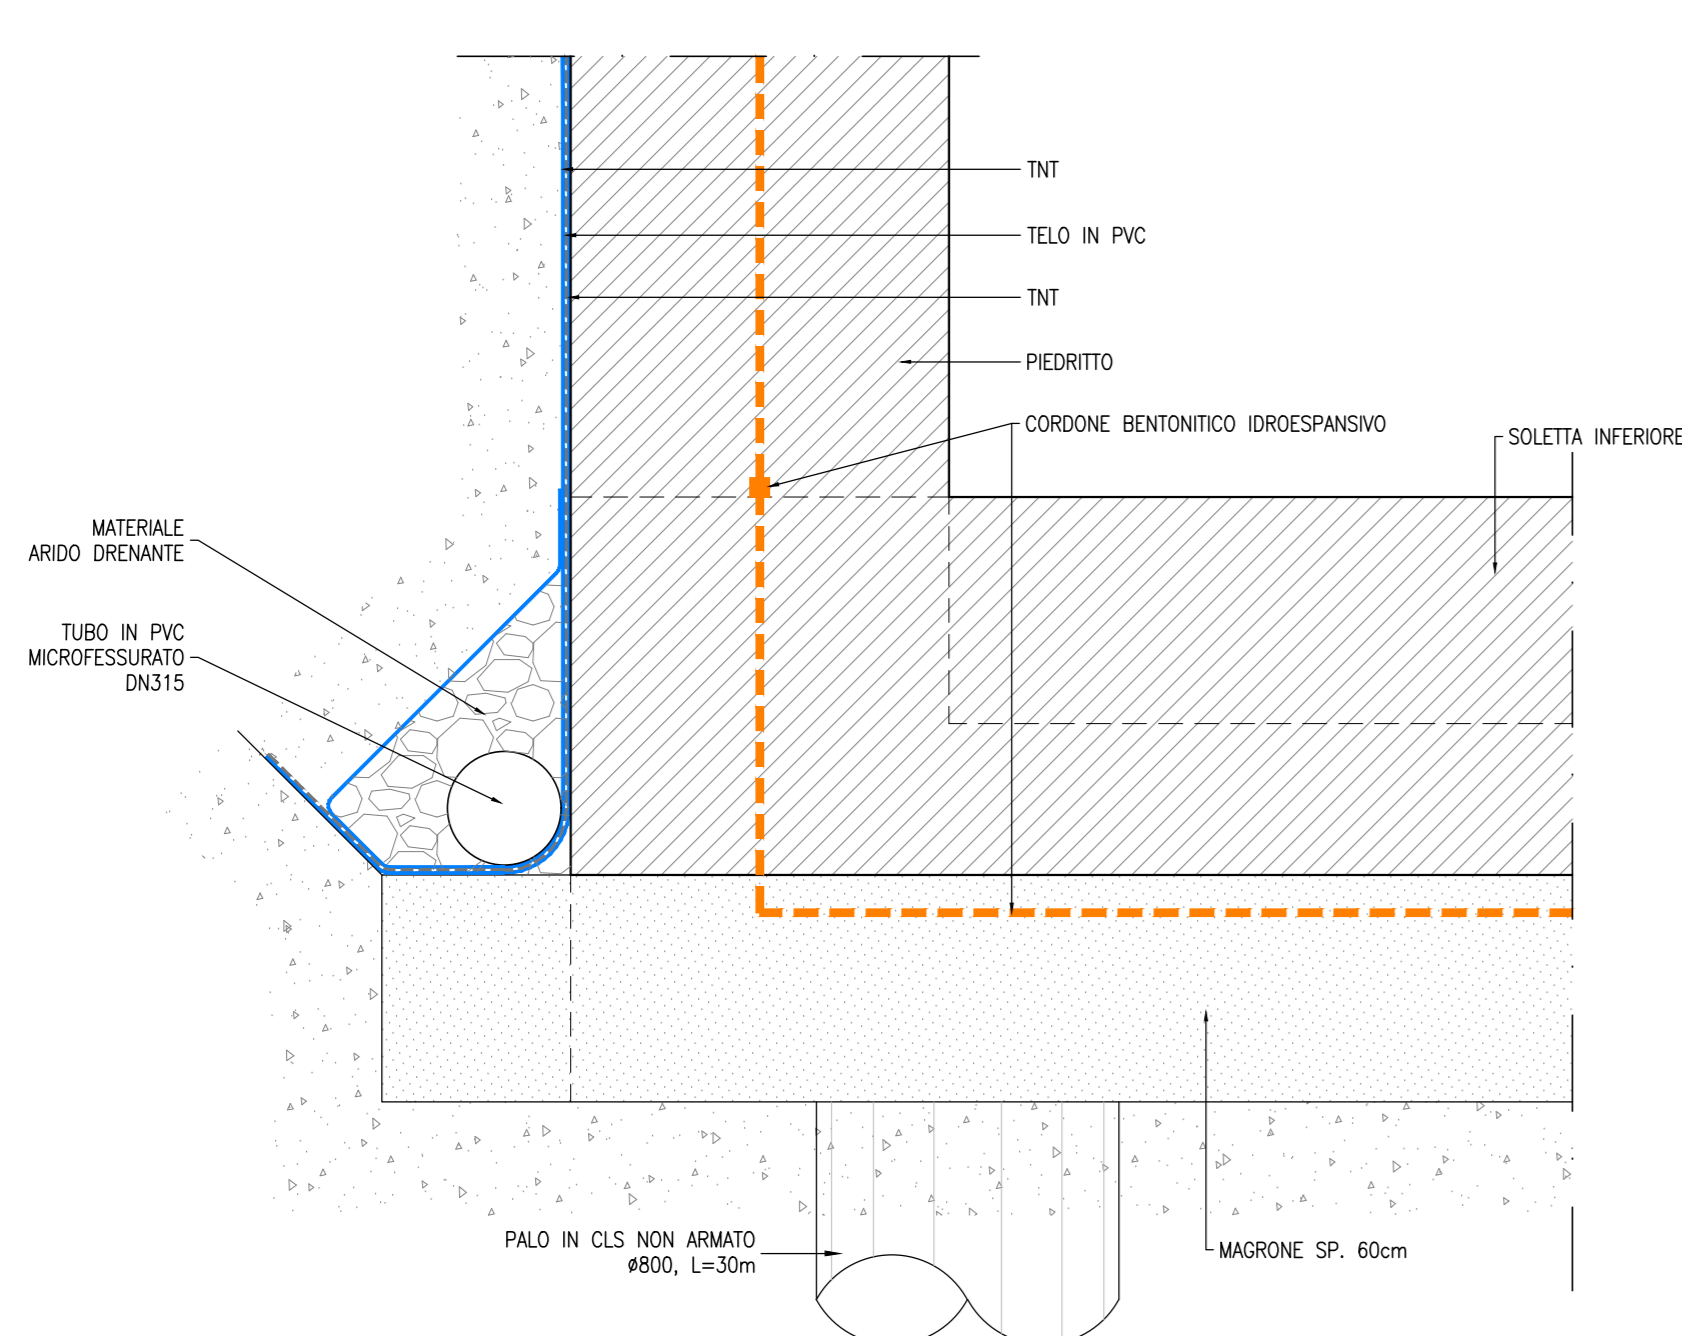 TNT
TELO IN PVC
TNT
PIEDRITTO
CORDONE BENTONITICO IDROESPANSIVO
SOLETTA INFERIORE
MATERIALE
ARIDO DRENANTE
TUBO IN PVC
MICROFESSURATO
DN315
PALO IN CLS NON ARMATO
ø800, L=30m
MAGRONE SP. 60cm